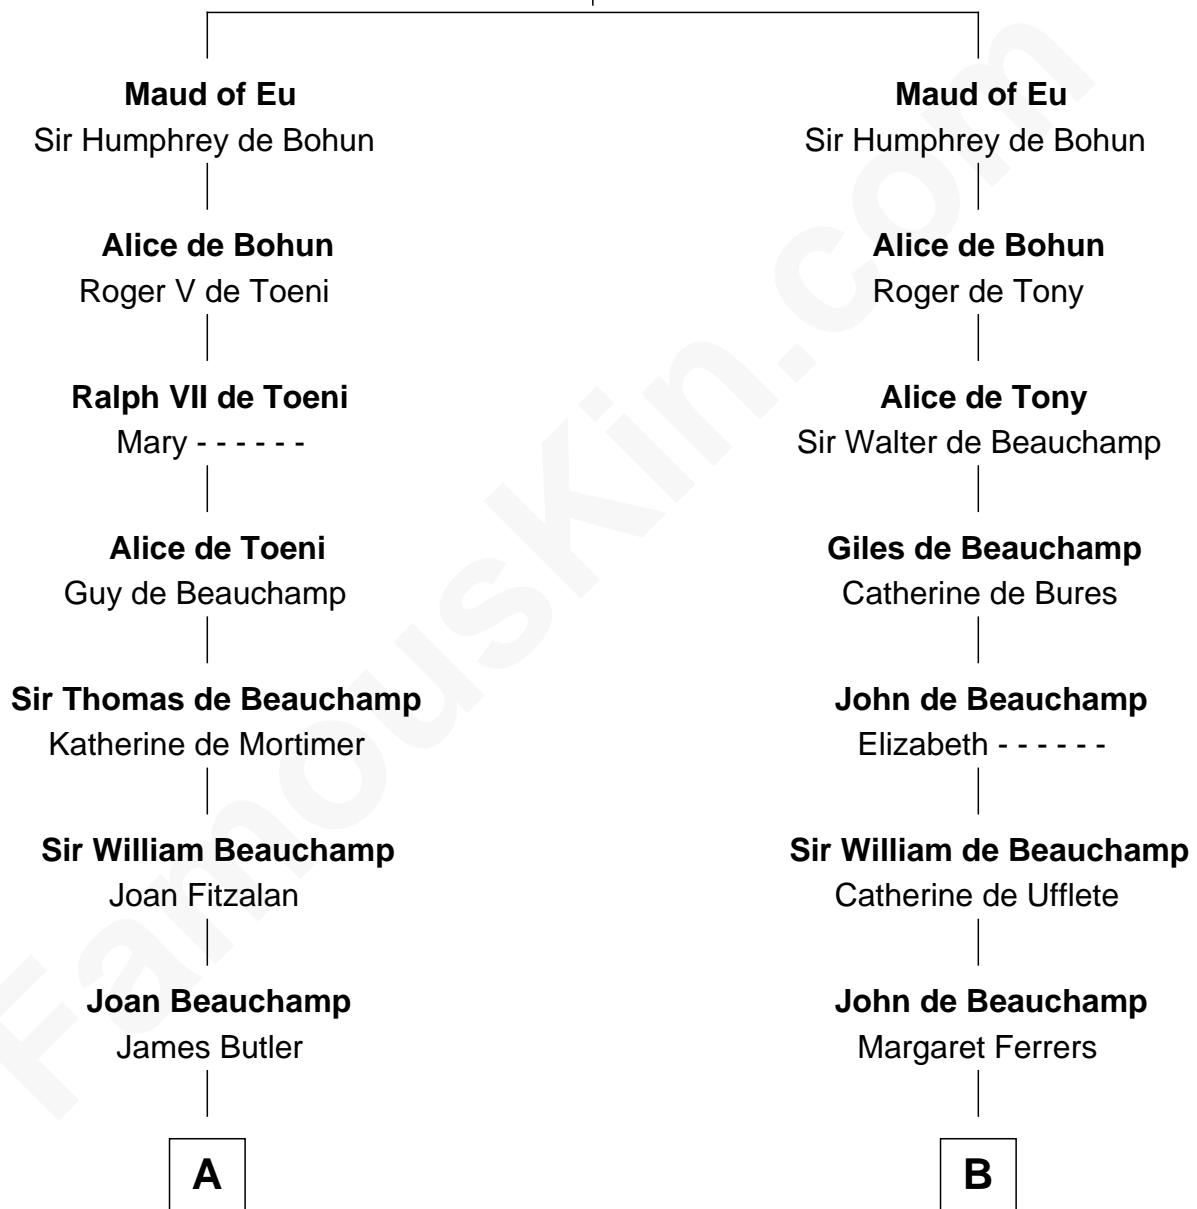 Maud of Eu
Sir Humphrey de Bohun
Alice de Bohun
Roger V de Toeni
Ralph VII de Toeni
Mary - - - - - -
Alice de Toeni
Guy de Beauchamp
Sir Thomas de Beauchamp
Katherine de Mortimer
Sir William Beauchamp
Joan Fitzalan
Joan Beauchamp
James Butler
A
Maud of Eu
Sir Humphrey de Bohun
Alice de Bohun
Roger de Tony
Alice de Tony
Sir Walter de Beauchamp
Giles de Beauchamp
Catherine de Bures
John de Beauchamp
Elizabeth - - - - - -
Sir William de Beauchamp
Catherine de Ufflete
John de Beauchamp
Margaret Ferrers
B
FamousKin.com